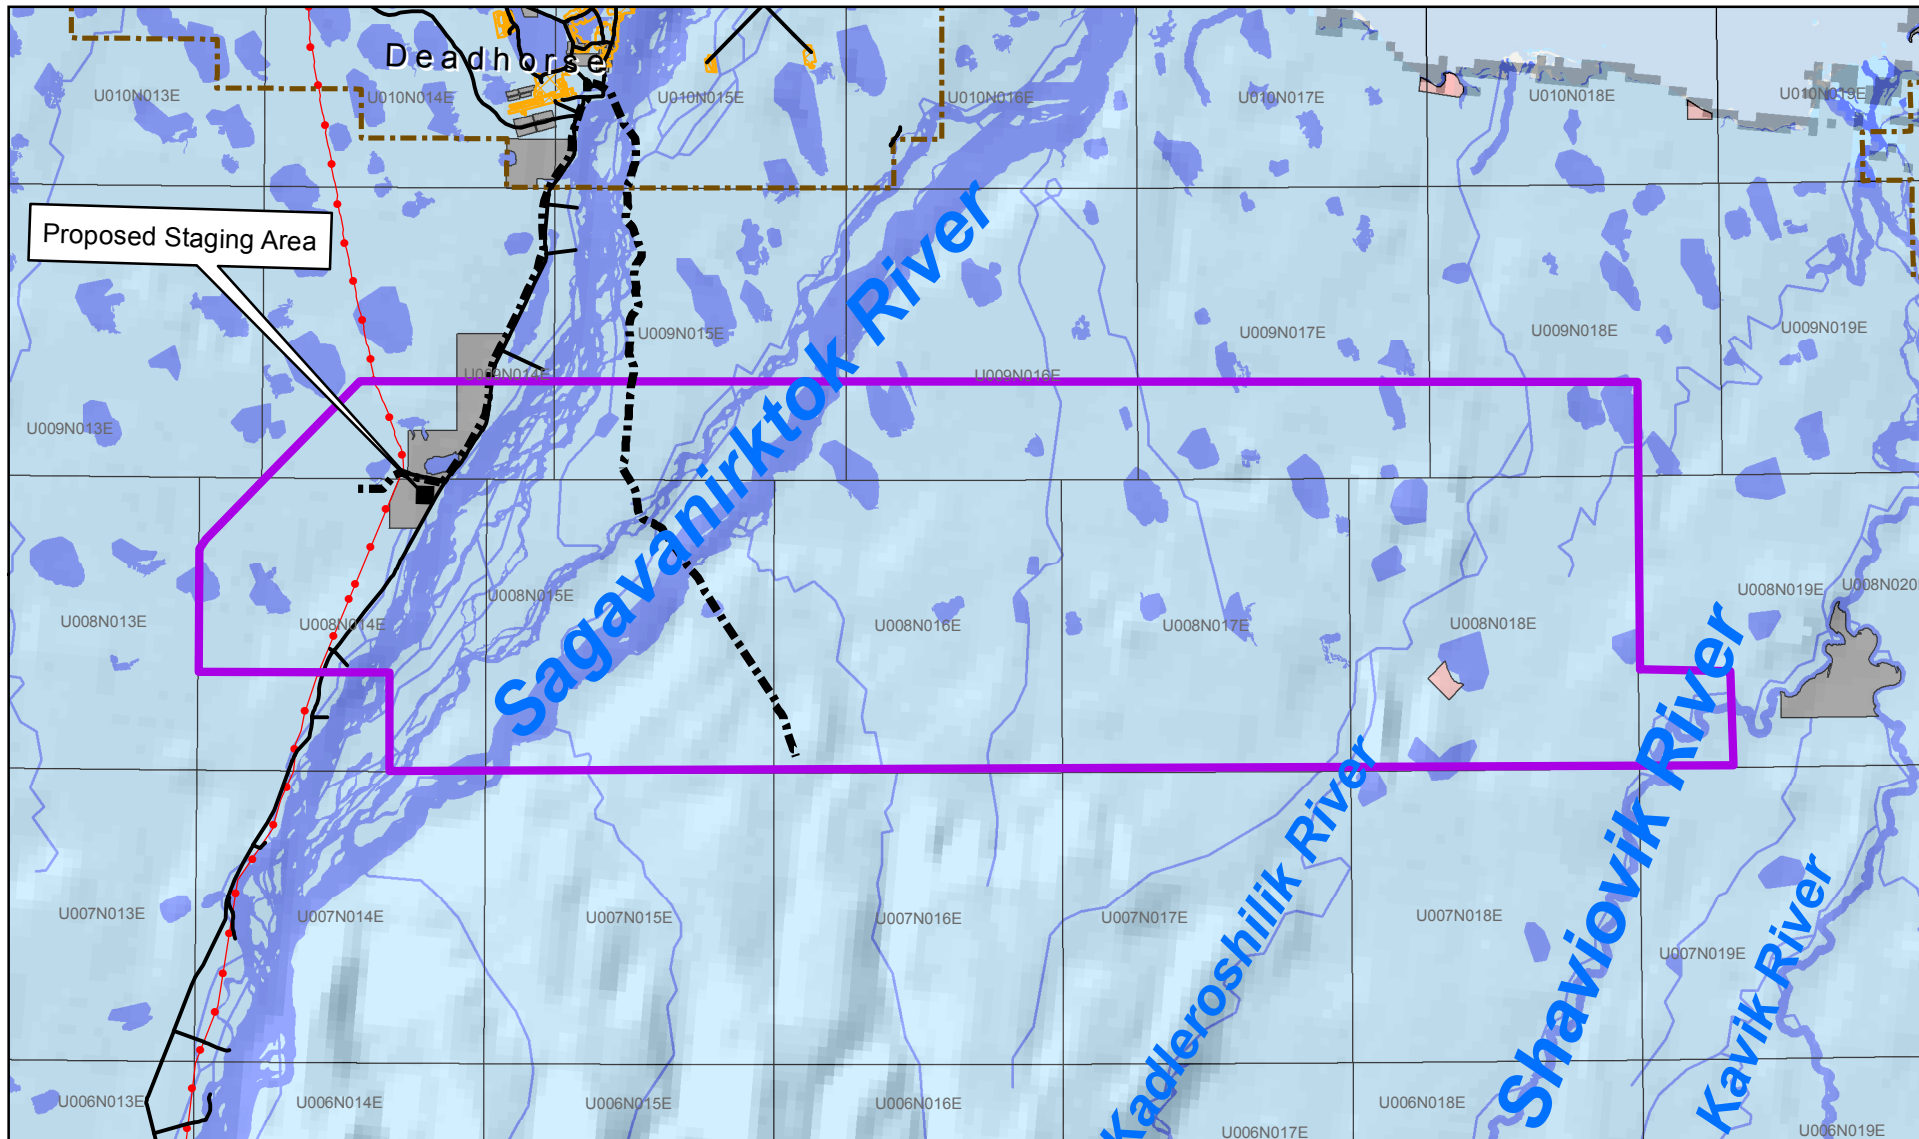 Deadhorse
U010N013E
U010N014E
U010N015E
U010N016E
U010N017E
U010N018E
U010N019E
Proposed Staging Area
Sagavanirktok River
U009N015E
U009N017E
U009N018E
U009N019E
U009N014E
U009N016E
U009N013E
U008N013E
U008N014E
U008N015E
U008N016E
U008N017E
U008N018E
U008N019E
U008N020
Kadleroshilik River
Shaviovik River
Kavik River
U007N013E
U007N014E
U007N015E
U007N016E
U007N017E
U007N018E
U007N019E
U006N013E
U006N014E
U006N015E
U006N016E
U006N017E
U006N018E
U006N019E